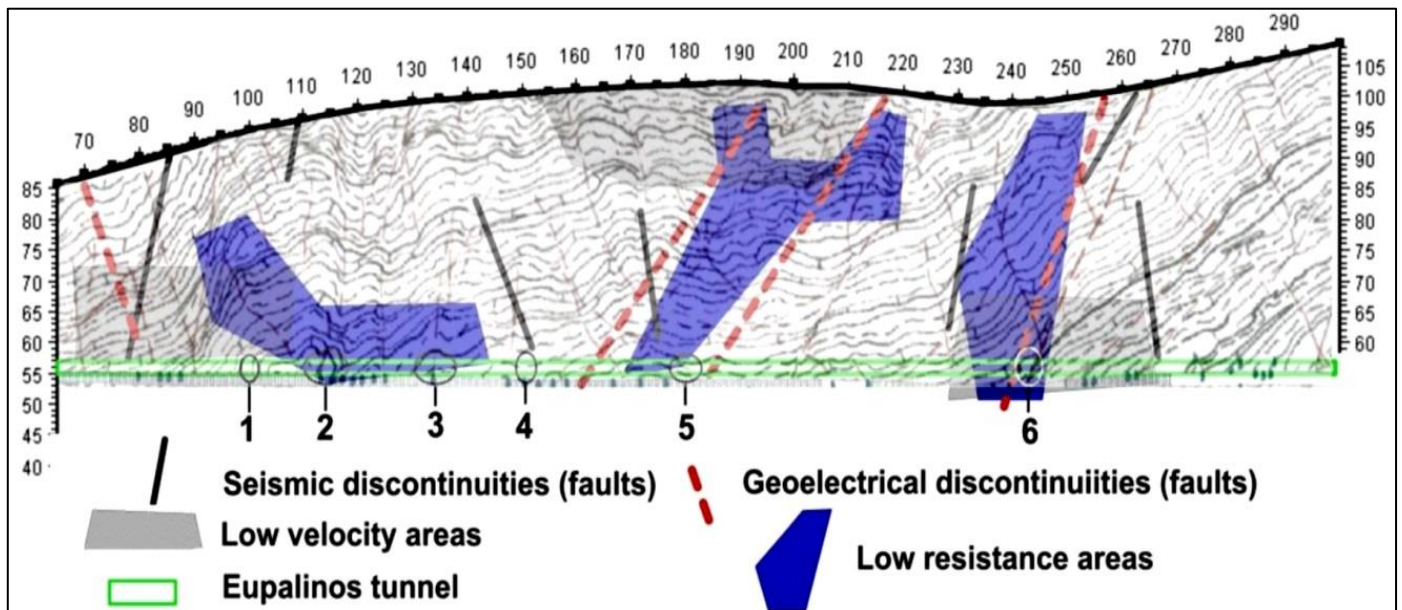 70 80 90 100 110 120 130 140 150 160 170 180 190 200 210 220 230 240 250 260 270 280 290
85
80
75
70
65
60
55
50
45
40
105
100
95
90
85
80
75
70
65
60
1 2 3 4 5 6
Seismic discontinuities (faults)
Low velocity areas
Eupalinos tunnel
Geoelectrical discontinuiities (faults)
Low resistance areas